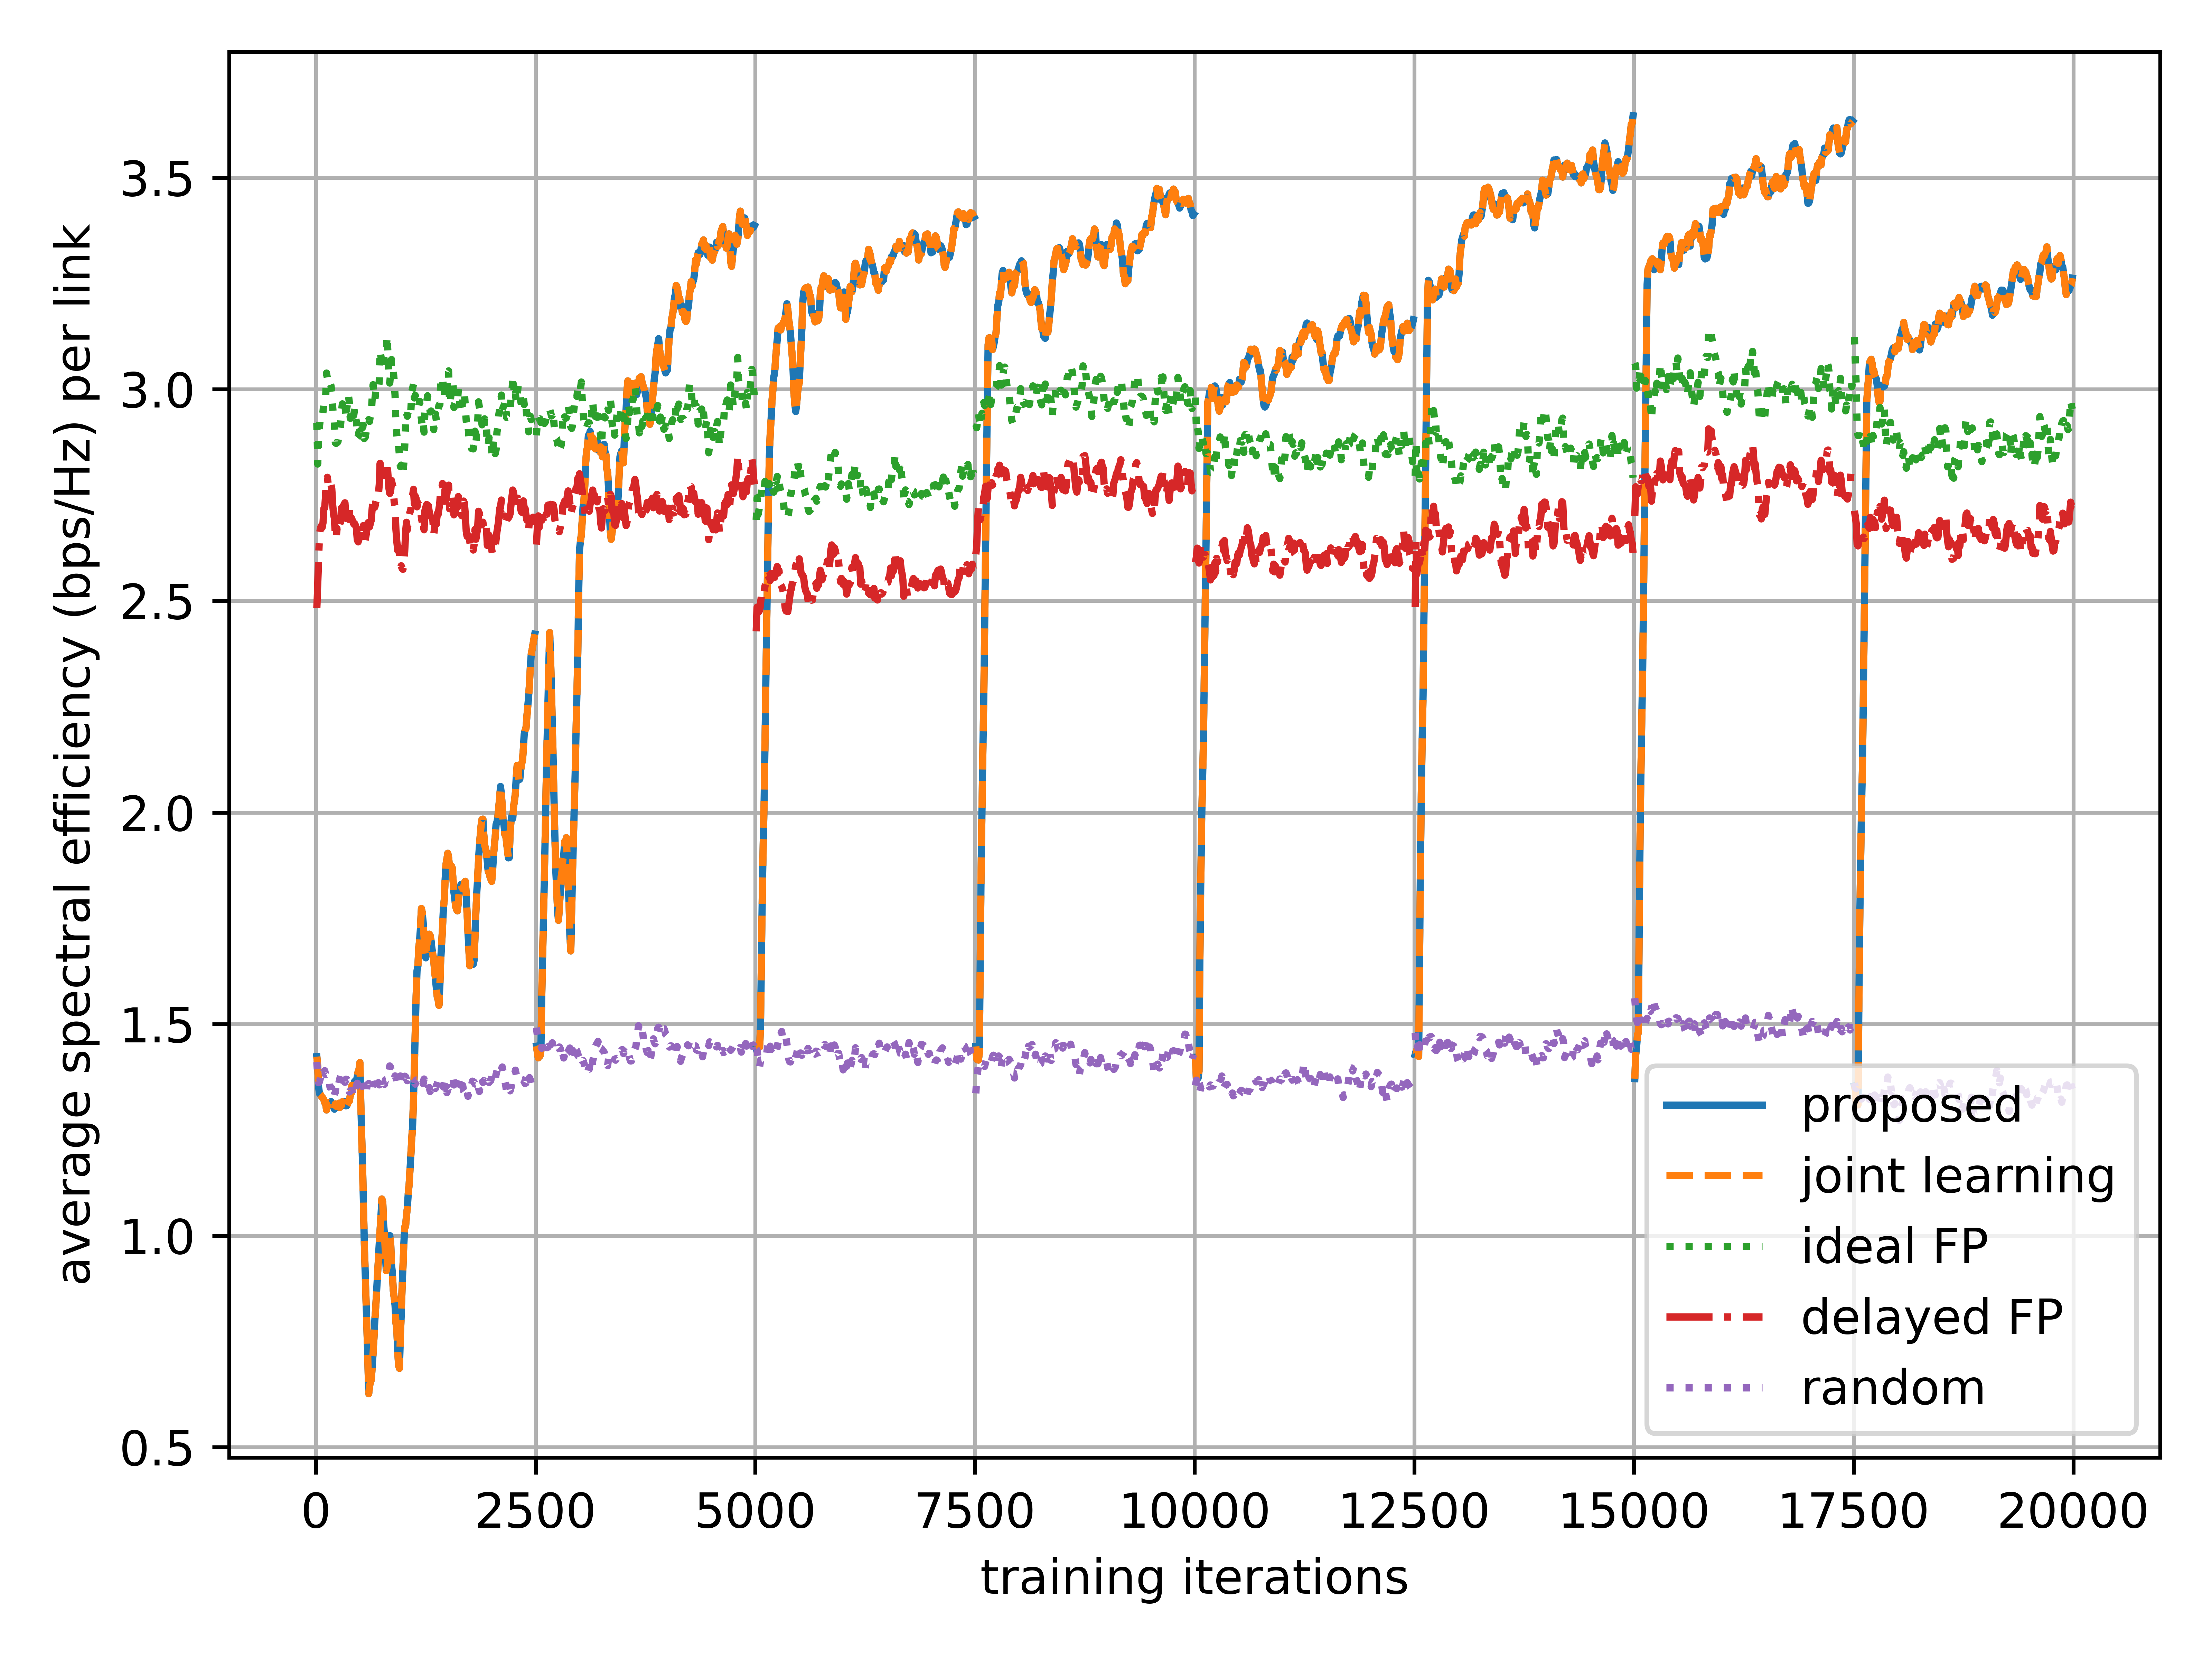 average spectral efficiency (bps/Hz) per link
3.5
3.0
2.5
2.0
1.5
1.0
0.5
proposed
joint learning
ideal FP
delayed FP
random
0 2500 5000 7500 10000 12500 15000 17500 20000
training iterations